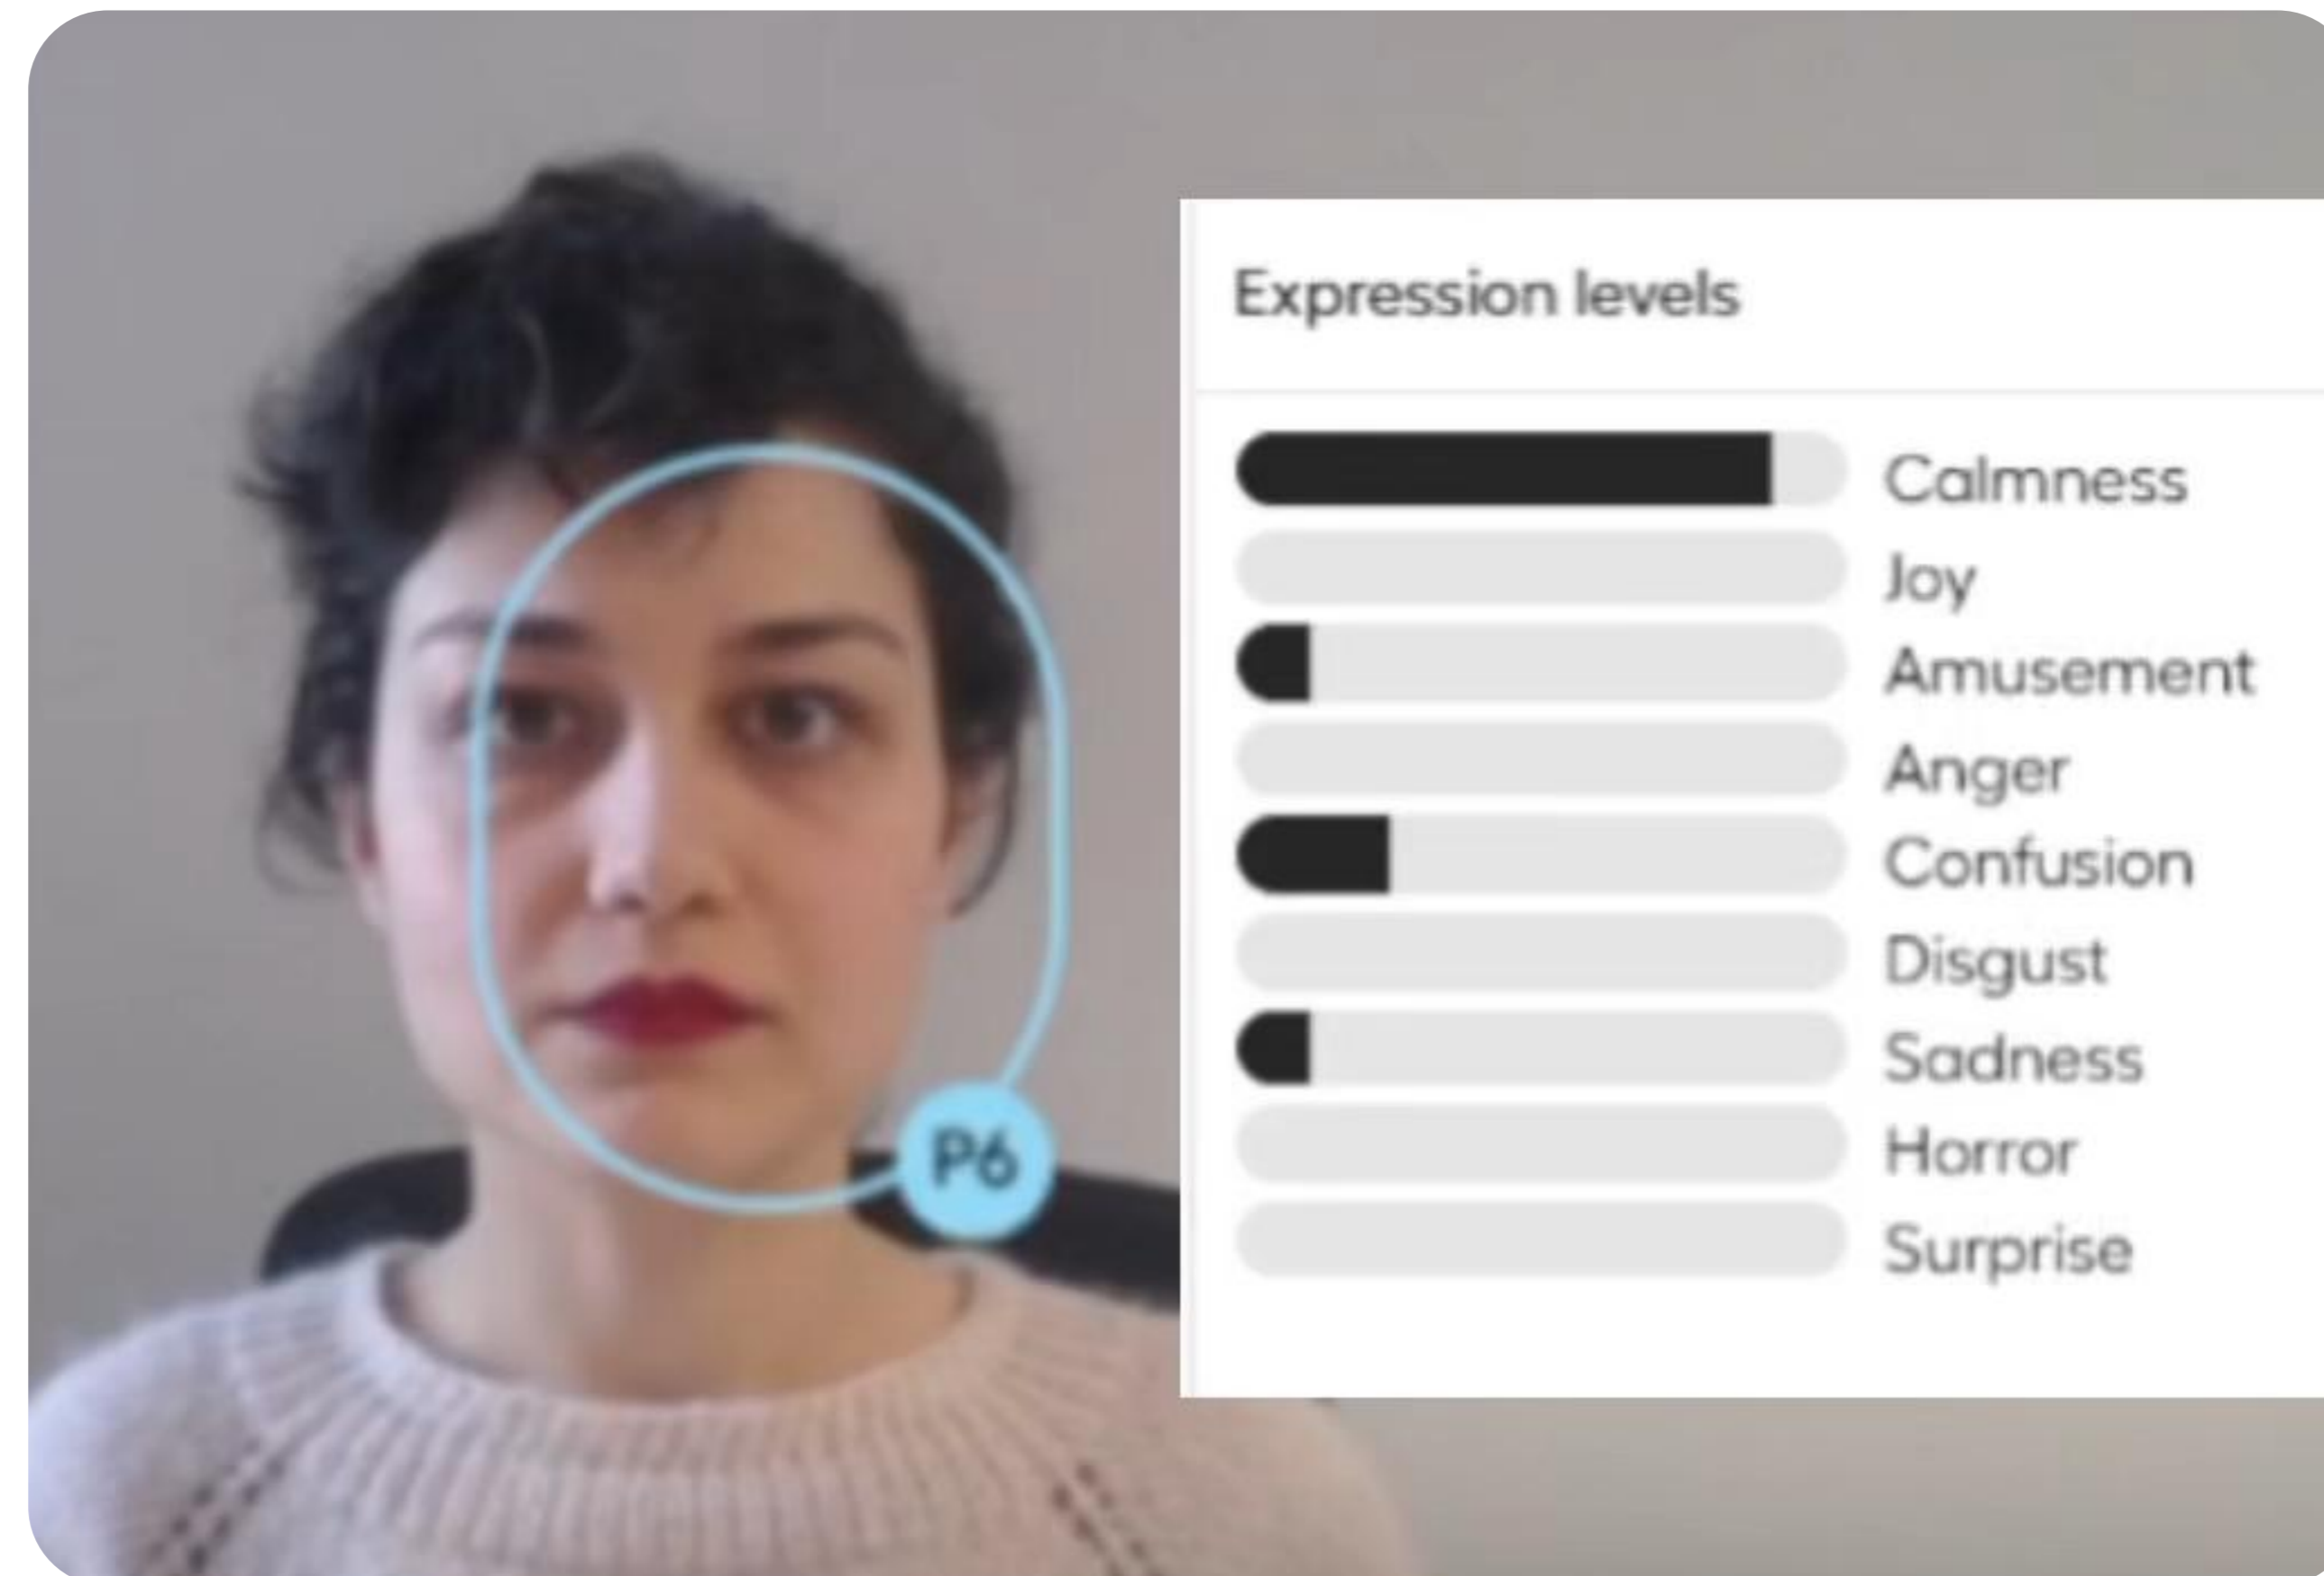 Expression levels
Calmness
Joy
Amusement
Anger
Confusion
Disgust
Sadness
Horror
Surprise
P6